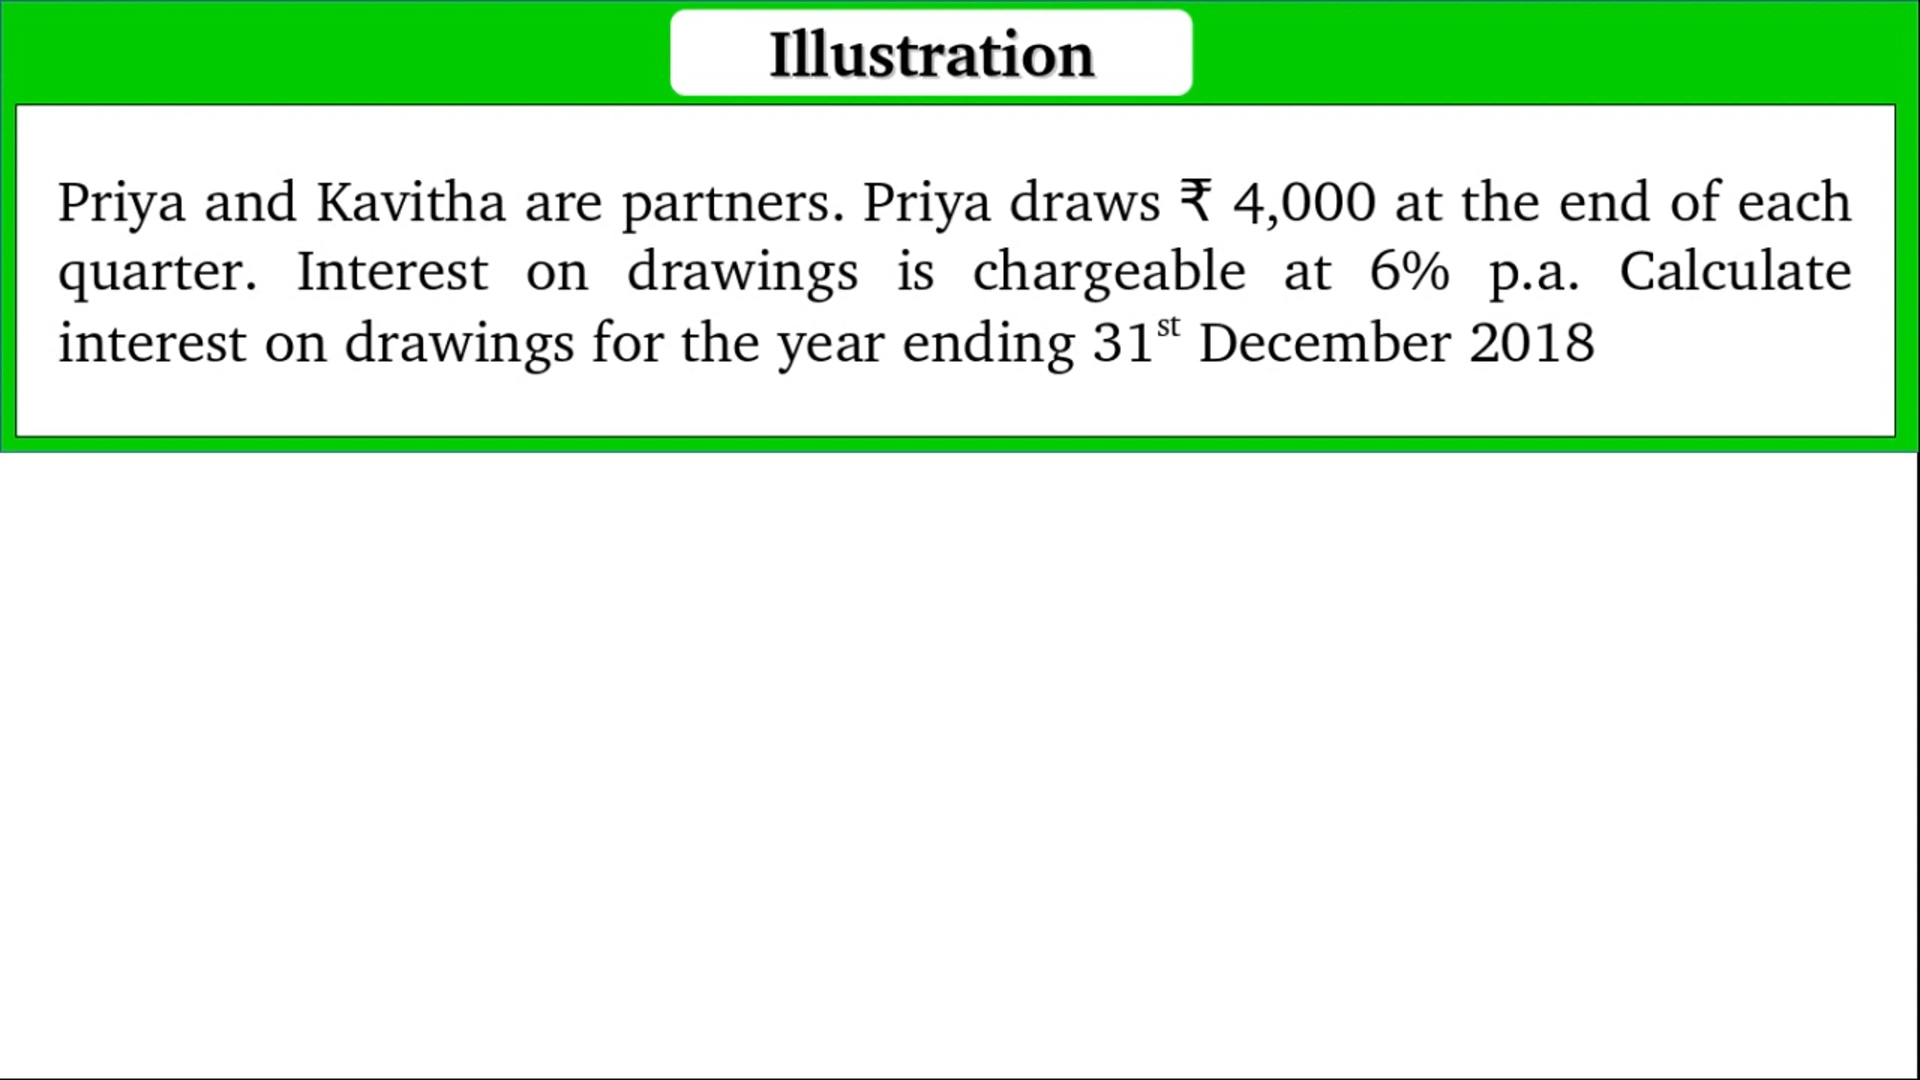 Illustration
Priya and Kavitha are partners. Priya draws ₹ 4,000 at the end of each
quarter. Interest on drawings is chargeable at 6% p.a. Calculate
interest on drawings for the year ending 31st December 2018